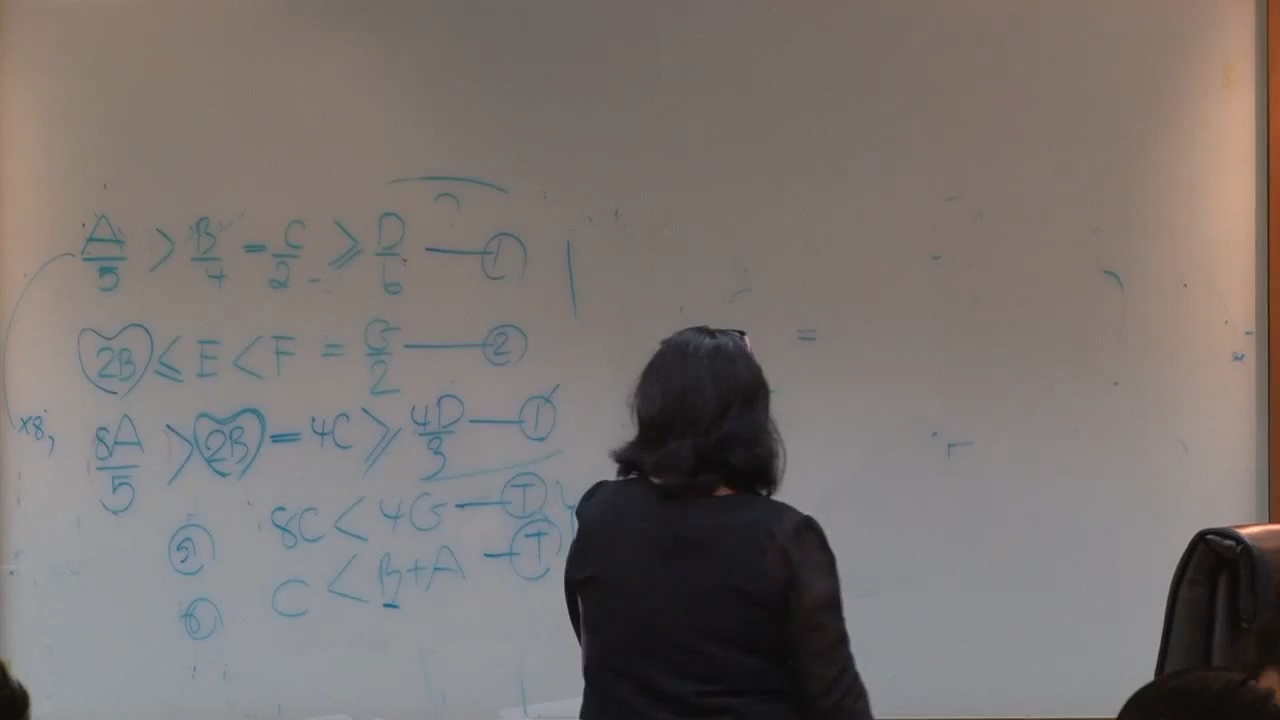 A/5 > B/4 = C/2 ≥ D/6 — ①
2B ≤ E < F = G/2 — ②
×8, 8A/5 > 2B = 4C ≥ 4D/3 — ①
⑤ 8C < 4G — Ⓣ
⑥ C < B+A — Ⓣ
=